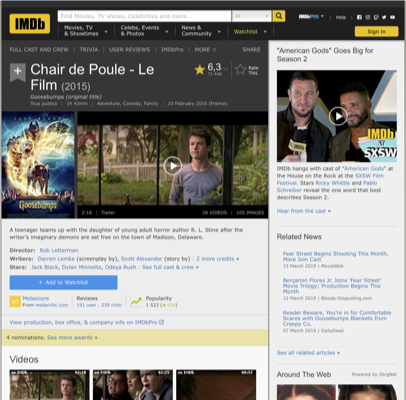 IMDb
Find Movies, TV shows, Celebrities and more...
All
IMDbPro
Help
Movies, TV & Showtimes
Celebs, Events & Photos
News & Community
Watchlist
Sign in
FULL CAST AND CREW | TRIVIA | USER REVIEWS | IMDbPro | MORE
SHARE
Chair de Poule - Le Film (2015)
Goosebumps (original title)
6,3
Rate This
Tous publics | 1h 43min | Adventure, Comedy, Family | 10 February 2016 (France)
Goosebumps
2:18 | Trailer
28 VIDEOS | 105 IMAGES
A teenager teams up with the daughter of young adult horror author R. L. Stine after the
writer's imaginary demons are set free on the town of Madison, Delaware.
Director: Rob Letterman
Writers: Darren Lemke (screenplay by), Scott Alexander (story by) | 2 more credits »
Stars: Jack Black, Dylan Minnette, Odeya Rush | See full cast & crew »
+ Add to Watchlist
60
Metascore
From metacritic.com
Reviews
291 user | 239 critic
Popularity
View production, box office, & company info on IMDbPro
4 nominations. See more awards »
Videos
"American Gods" Goes Big for
Season 2
IMDb
at
SXSW
IMDb hangs with cast of "American Gods" at
the House on the Rock at the SXSW Film
Festival. Stars Ricky Whittle and Pablo
Schreiber reveal the one word that best
describes Season 2.
Hear from the cast »
Related News
Fear Street Begins Shooting This Month,
More Join Cast
13 March 2019 | MovieWeb
Benjamin Flores Jr. Joins 'Fear Street'
Movie Trilogy; Production Begins This
Month
12 March 2019 | Bloody-Disgusting.com
Reader Beware, You're in for Comfortable
Scares with Goosebumps Blankets from
Creepy Co.
07 March 2019 | DailyDead
See all related articles »
Around The Web | Powered by ZergNet